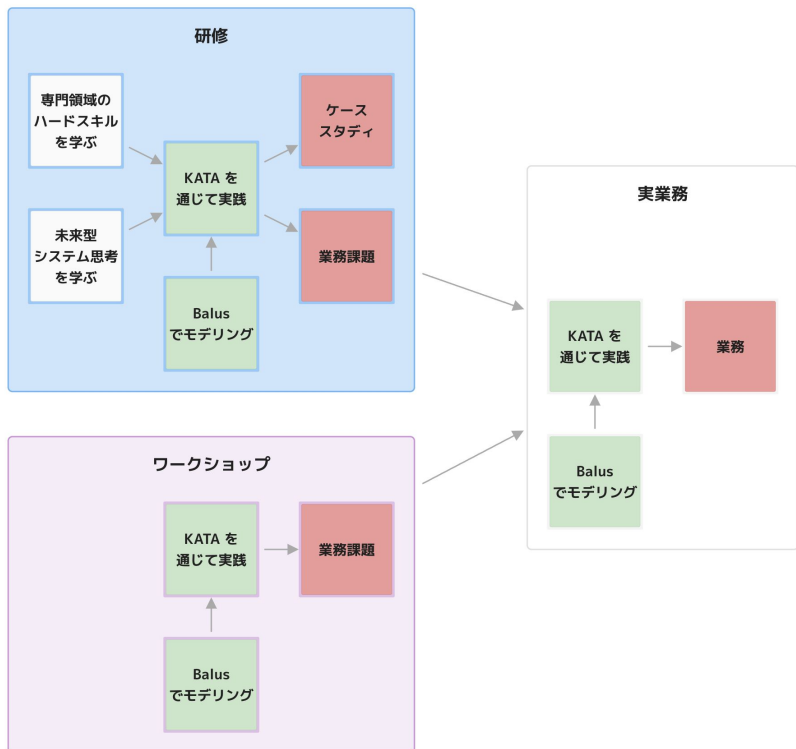 研修
専門領域の
ハードスキル
を学ぶ
未来型
システム思考
を学ぶ
KATA を
通じて実践
Balus
でモデリング
ケース
スタディ
業務課題
ワークショップ
KATA を
通じて実践
業務課題
Balus
でモデリング
実業務
KATA を
通じて実践
業務
Balus
でモデリング